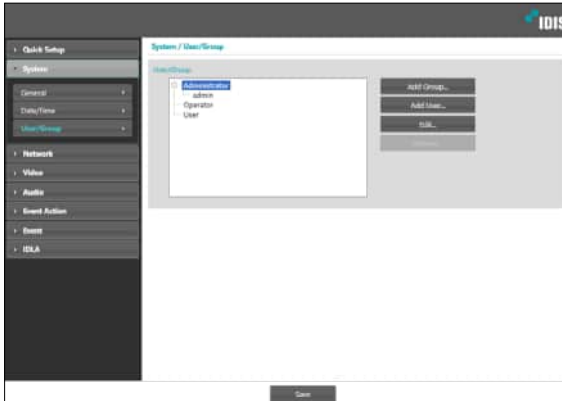 IDIS
Quick Setup
System
General
Date/Time
User/Group
Network
Video
Audio
Event Action
Event
IDLA
System / User/Group
User/Group
Administrator
admin
Operator
User
Add Group...
Add User...
Edit...
Save